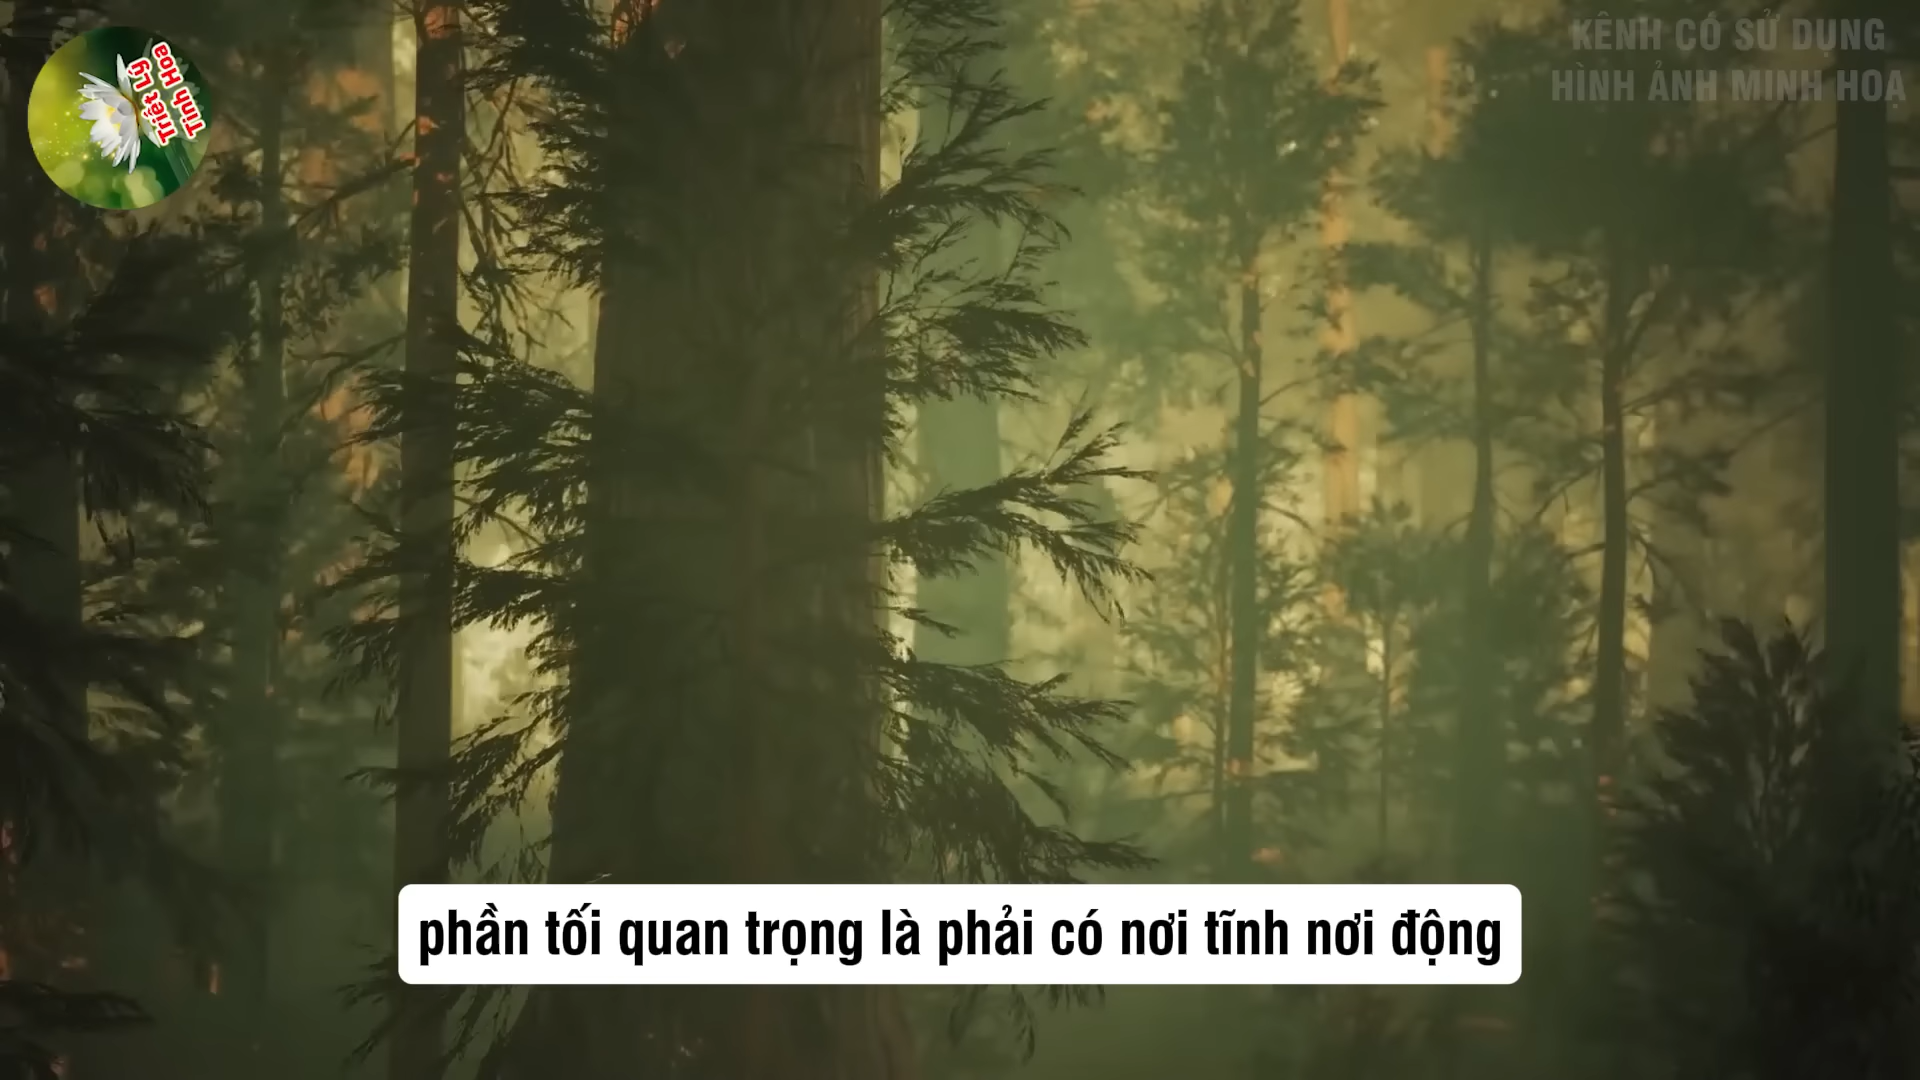 Triết Lý
Tinh Hoa
KÊNH CÓ SỬ DỤNG
HÌNH ẢNH MINH HOẠ
phần tối quan trọng là phải có nơi tĩnh nơi động